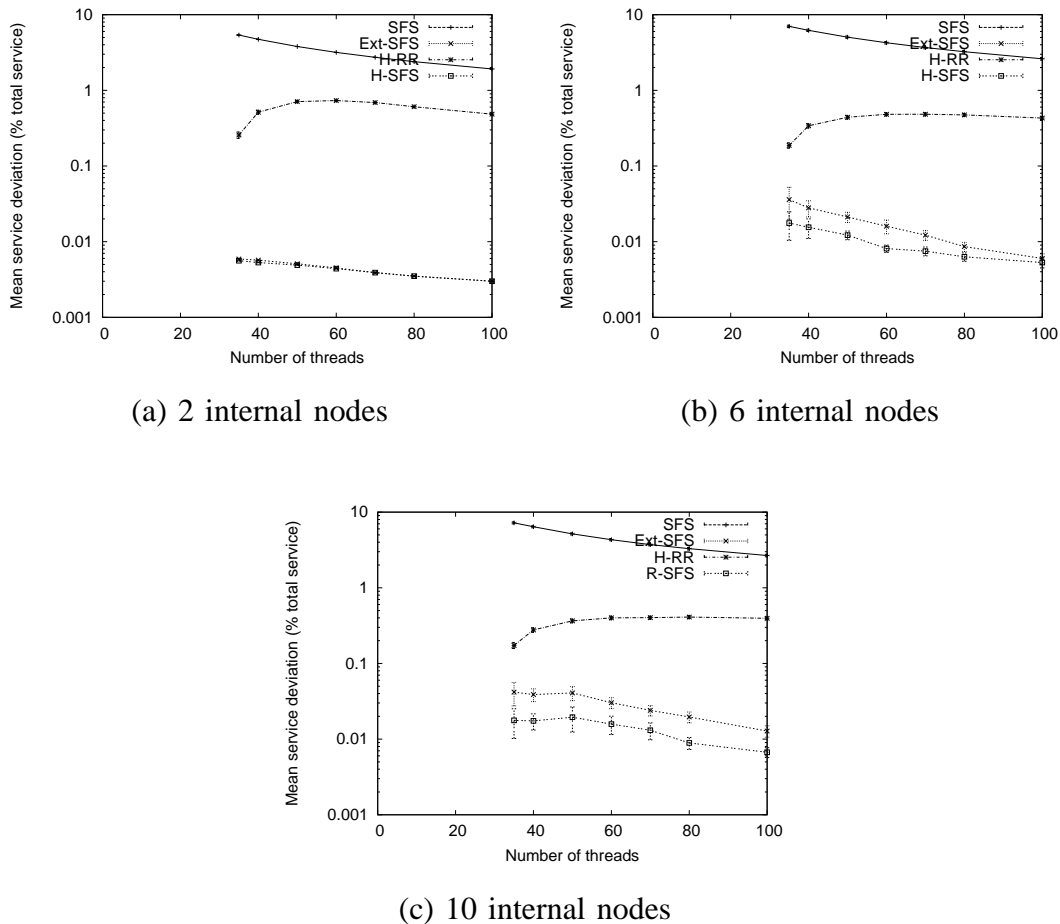 10
1
0.1
0.01
0.001
0 20 40 60 80 100
Mean service deviation (% total service)
Number of threads
SFS
Ext-SFS
H-RR
H-SFS
(a) 2 internal nodes
10
1
0.1
0.01
0.001
0 20 40 60 80 100
Mean service deviation (% total service)
Number of threads
SFS
Ext-SFS
H-RR
H-SFS
(b) 6 internal nodes
10
1
0.1
0.01
0.001
0 20 40 60 80 100
Mean service deviation (% total service)
Number of threads
SFS
Ext-SFS
H-RR
R-SFS
(c) 10 internal nodes